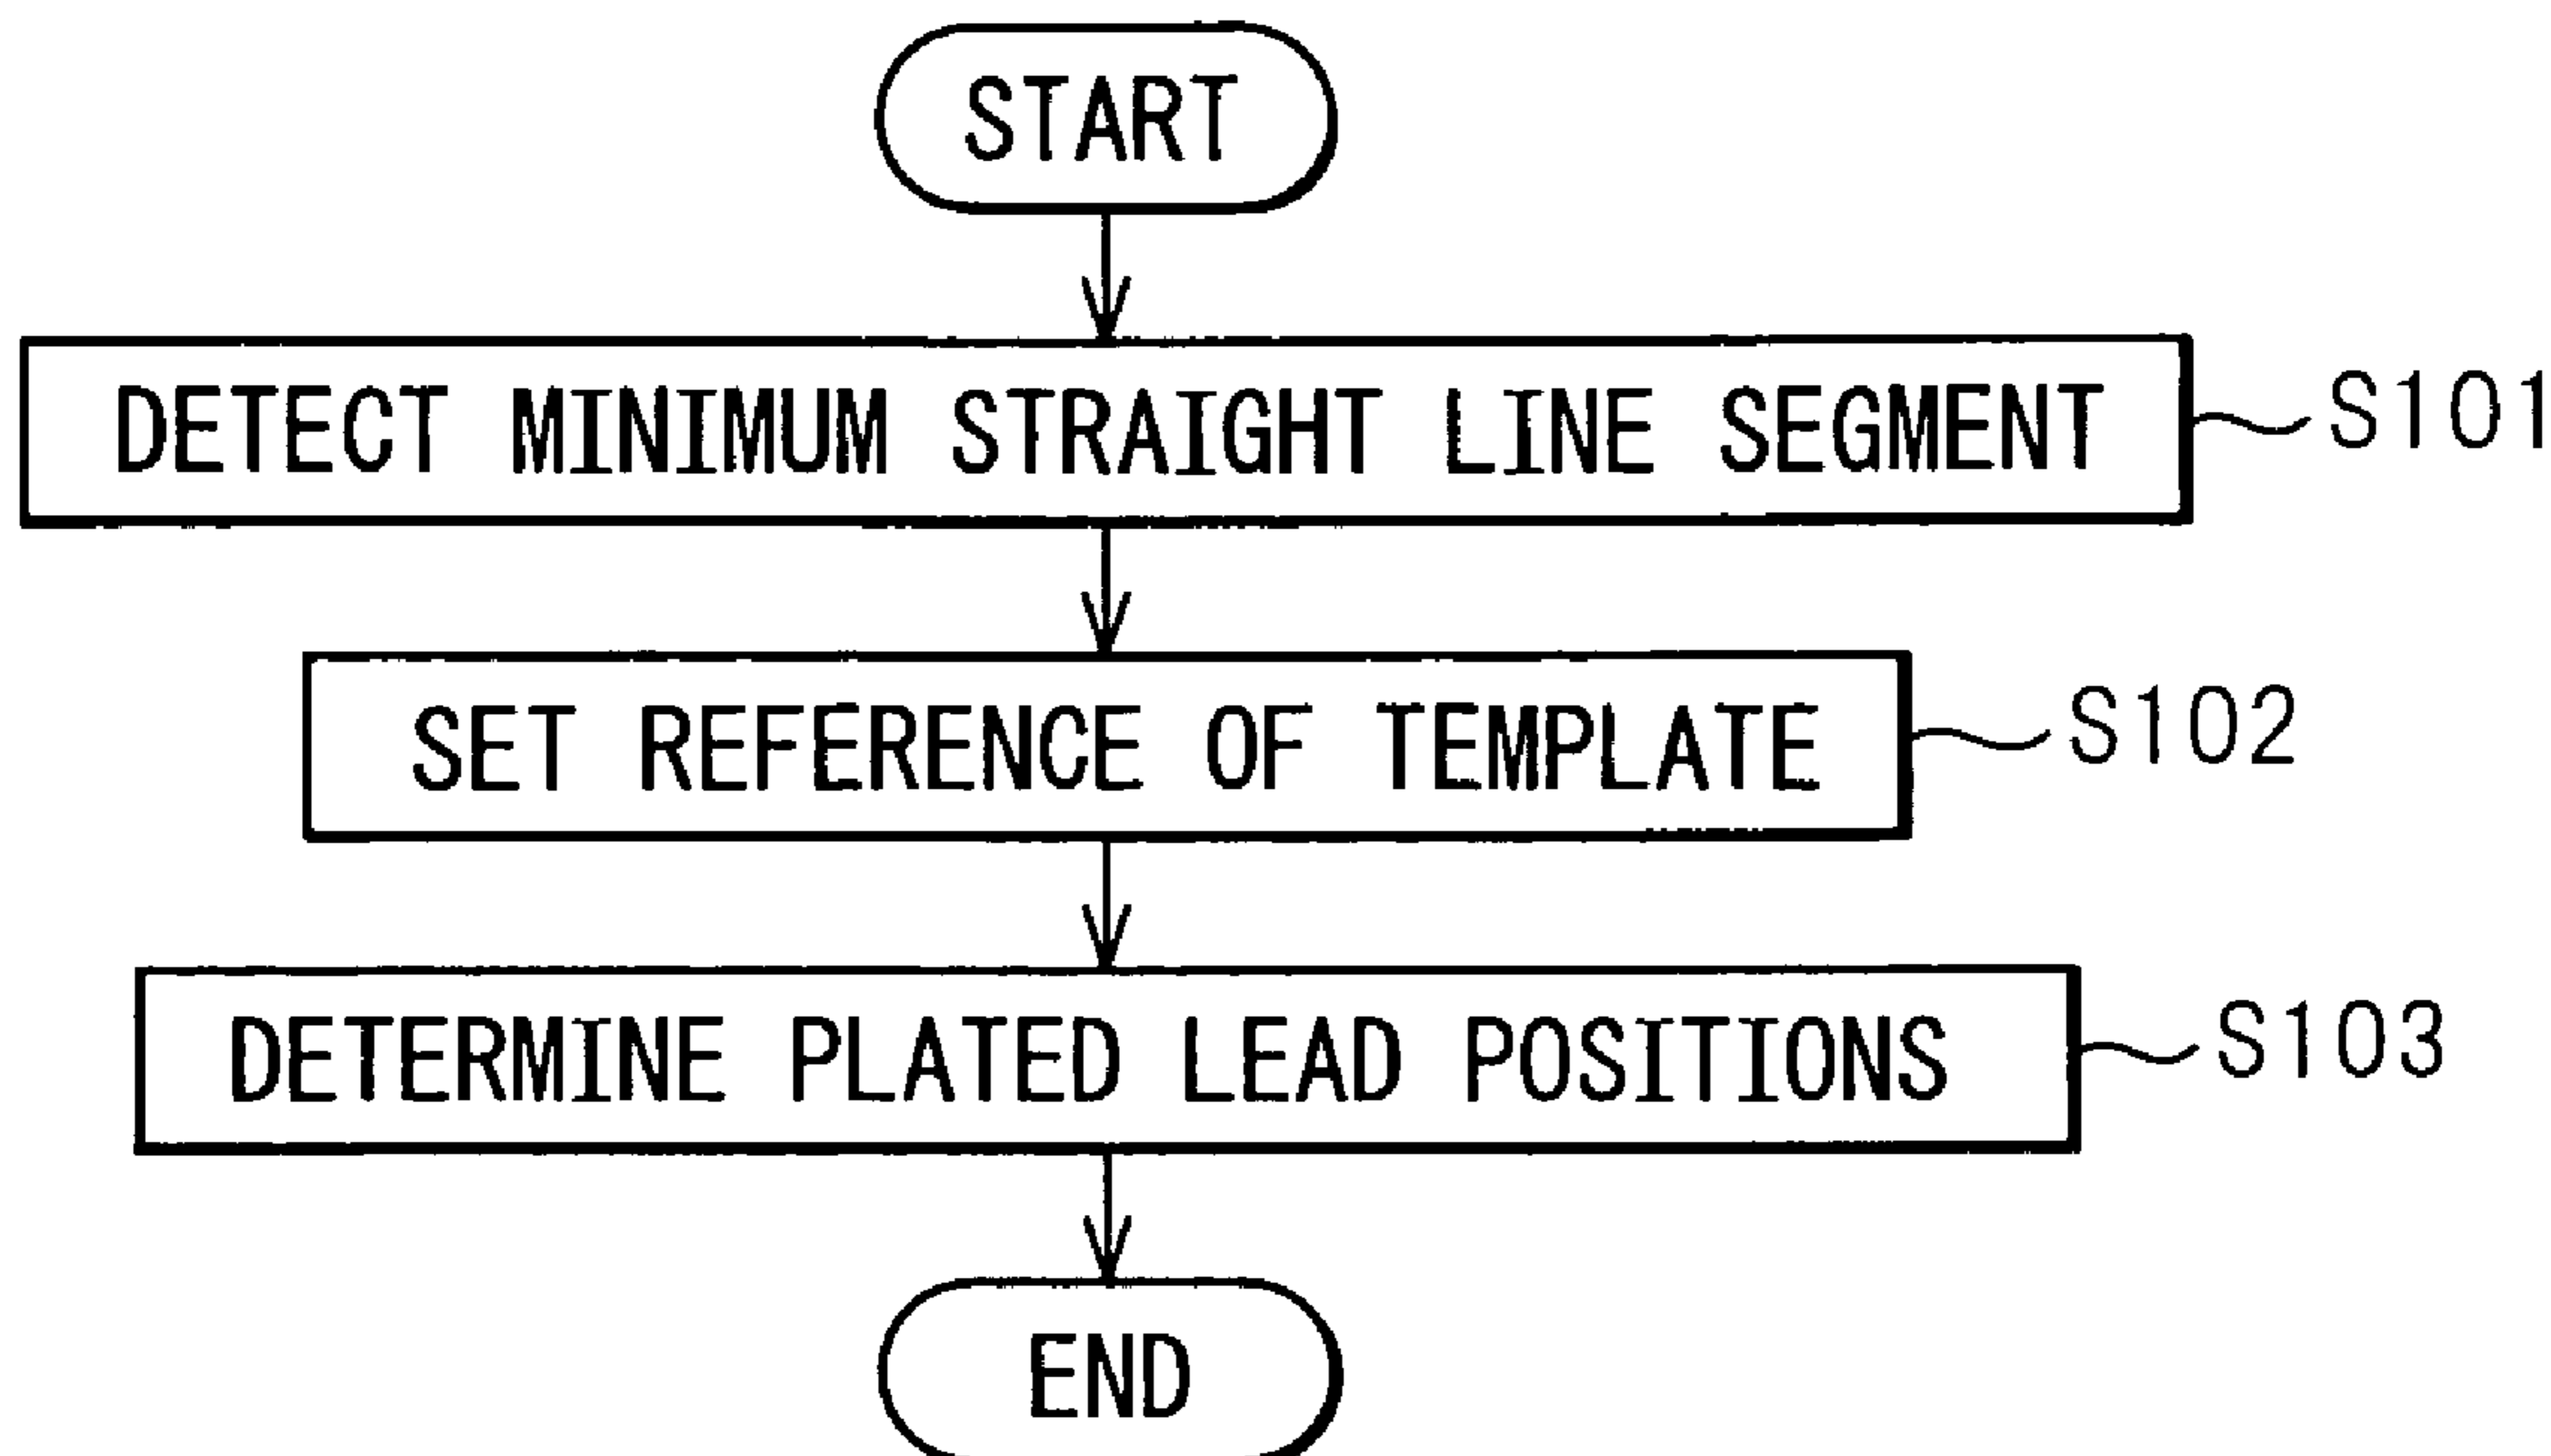 START
DETECT MINIMUM STRAIGHT LINE SEGMENT S101
SET REFERENCE OF TEMPLATE S102
DETERMINE PLATED LEAD POSITIONS S103
END